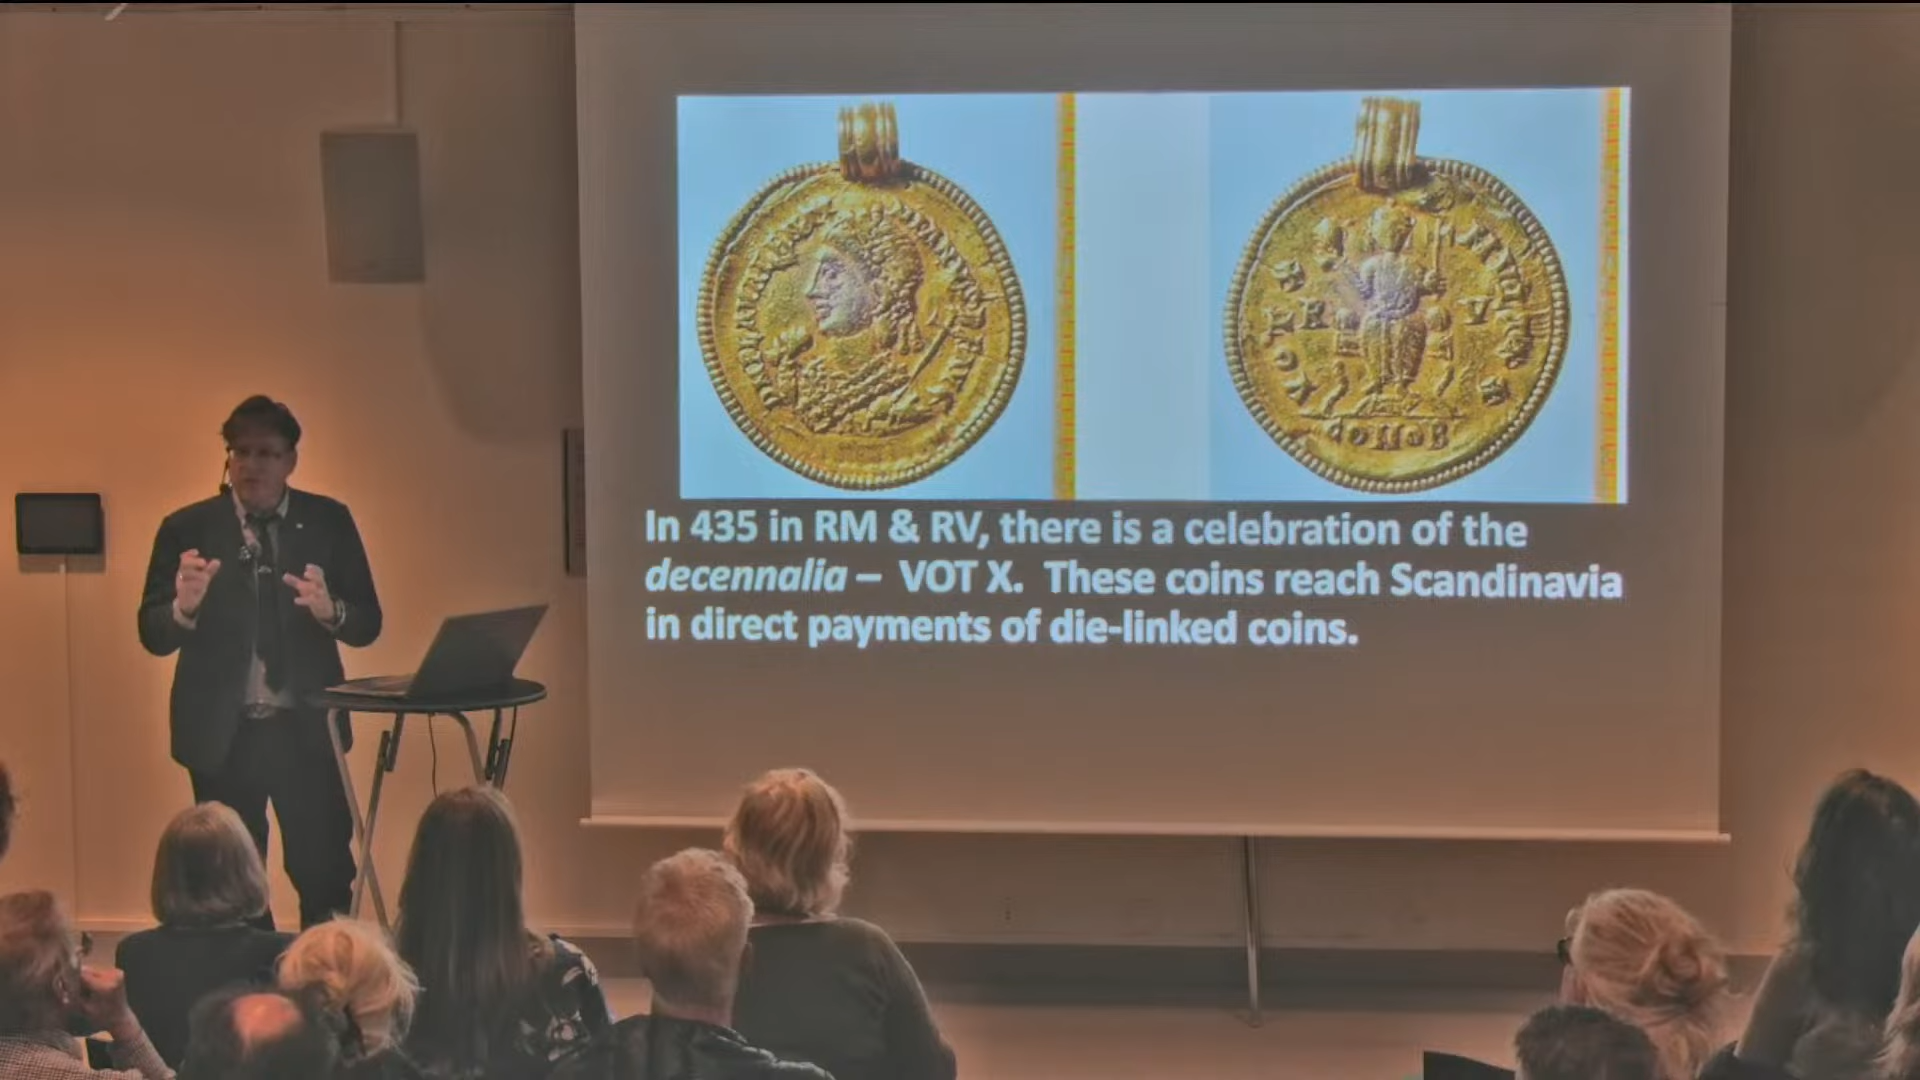 R V
CONOB
In 435 in RM & RV, there is a celebration of the
decennalia – VOT X. These coins reach Scandinavia
in direct payments of die-linked coins.